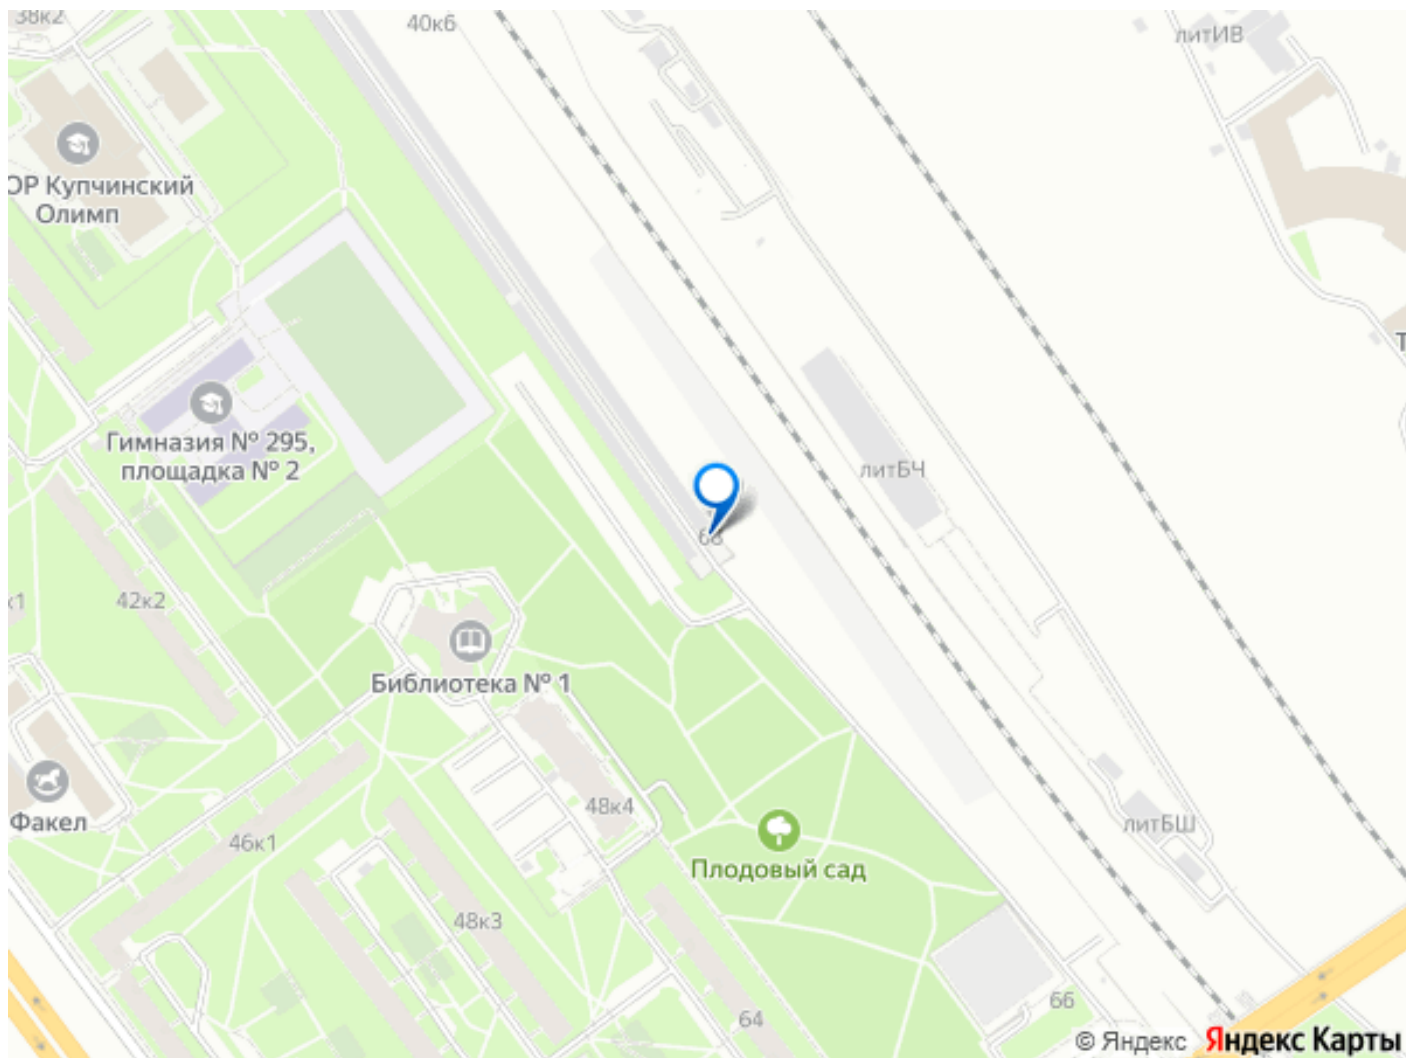 38к2
40к6
литИВ
ОР Купчинский
Олимп
Т
Гимназия № 295,
площадка № 2
литБЧ
68
к1
42к2
Библиотека № 1
Факел
48к4
46к1
литБШ
Плодовый сад
48к3
64
66
© Яндекс Яндекс Карты